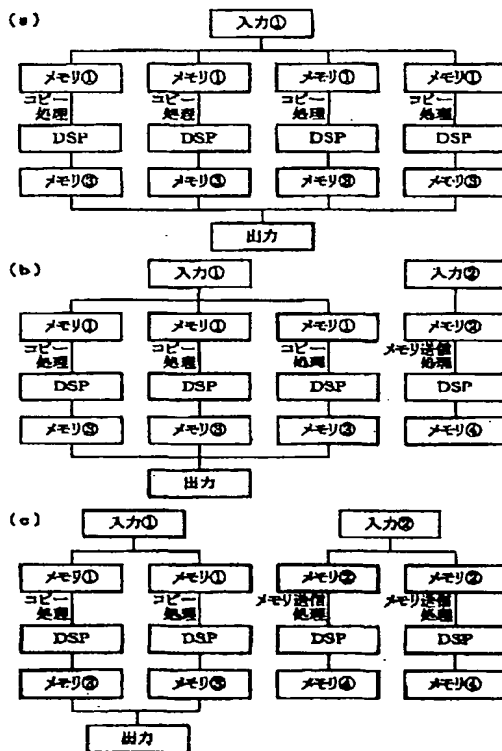 (a)
入力①
メモリ① メモリ① メモリ① メモリ①
コピー処理 コピー処理 コピー処理 コピー処理
DSP DSP DSP DSP
メモリ③ メモリ③ メモリ③ メモリ③
出力
(b)
入力① 入力②
メモリ① メモリ① メモリ① メモリ②
コピー処理 コピー処理 コピー処理 メモリ送信処理
DSP DSP DSP DSP
メモリ③ メモリ③ メモリ③ メモリ④
出力
(c)
入力① 入力②
メモリ① メモリ① メモリ② メモリ②
コピー処理 コピー処理 メモリ送信処理 メモリ送信処理
DSP DSP DSP DSP
メモリ③ メモリ③ メモリ④ メモリ④
出力